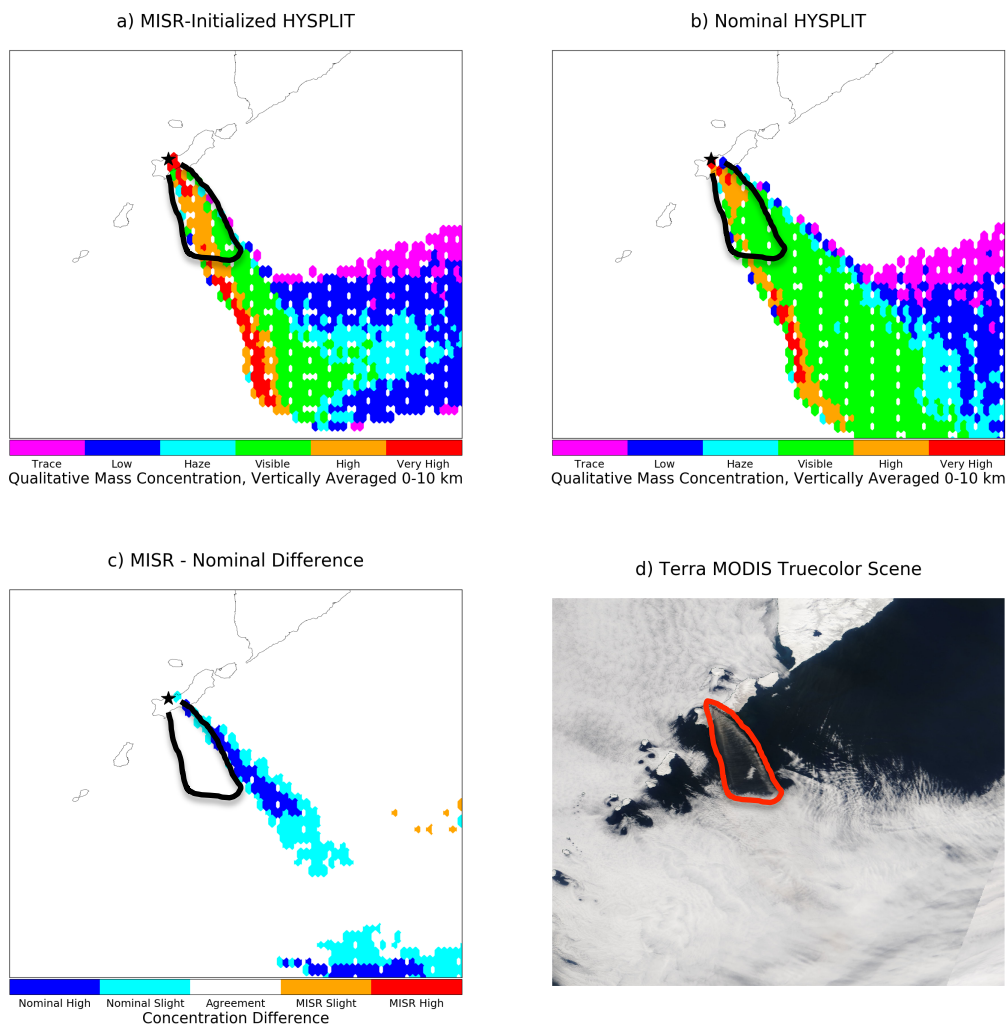 a) MISR-Initialized HYSPLIT
b) Nominal HYSPLIT
Trace Low Haze Visible High Very High
Qualitative Mass Concentration, Vertically Averaged 0-10 km
Trace Low Haze Visible High Very High
Qualitative Mass Concentration, Vertically Averaged 0-10 km
c) MISR - Nominal Difference
d) Terra MODIS Truecolor Scene
Nominal High Nominal Slight Agreement MISR Slight MISR High
Concentration Difference